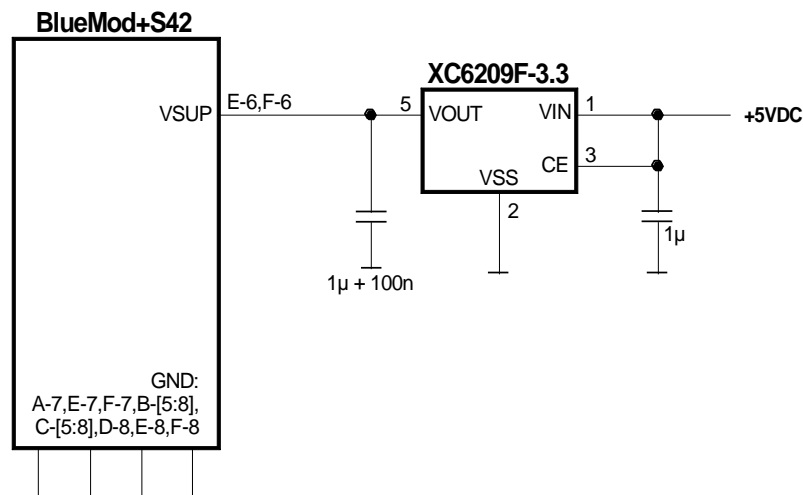 BlueMod+S42
XC6209F-3.3
VSUP
E-6,F-6
5
VOUT
VIN
1
+5VDC
CE
3
VSS
2
1µ
1µ + 100n
GND:
A-7,E-7,F-7,B-[5:8],
C-[5:8],D-8,E-8,F-8